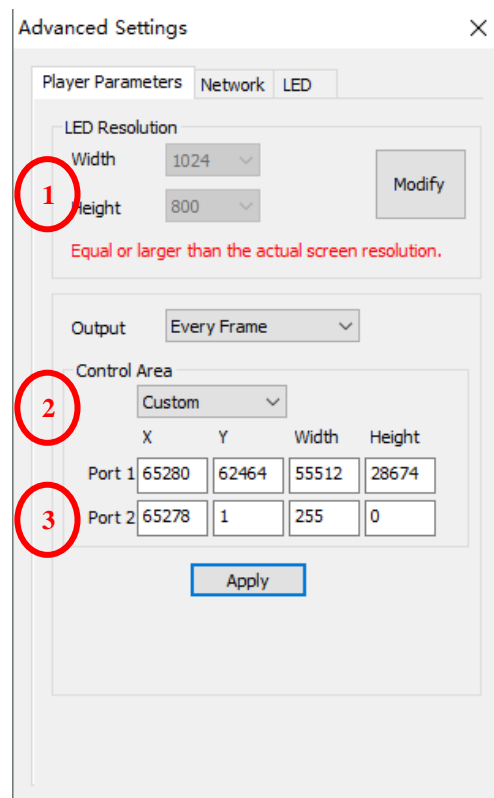 Advanced Settings
Player Parameters Network LED
LED Resolution
Width 1024
1
Height 800
Modify
Equal or larger than the actual screen resolution.
Output Every Frame
Control Area
2
Custom
X Y Width Height
Port 1 65280 62464 55512 28674
3
Port 2 65278 1 255 0
Apply